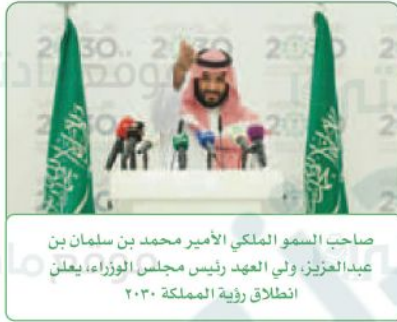 2030
صاحب السمو الملكي الأمير محمد بن سلمان بن
عبدالعزيز، ولي العهد رئيس مجلس الوزراء، يعلن
انطلاق رؤية المملكة ٢٠٣٠